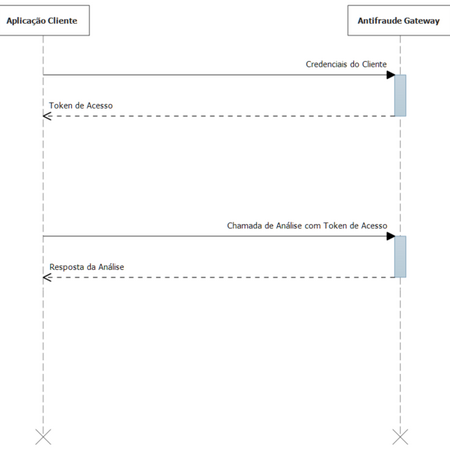 Aplicação Cliente
Antifraude Gateway
Credenciais do Cliente
Token de Acesso
Chamada de Análise com Token de Acesso
Resposta da Análise